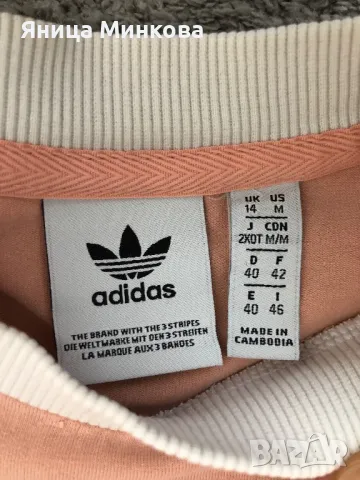 Яница Минкова
adidas
THE BRAND WITH THE 3 STRIPES
DIE WELTMARKE MIT DEN 3 STREIFEN
LA MARQUE AUX 3 BANDES
UK US
14 M
J CDN
2XOT M/M
D F
40 42
E I
40 46
MADE IN
CAMBODIA
BAZAR